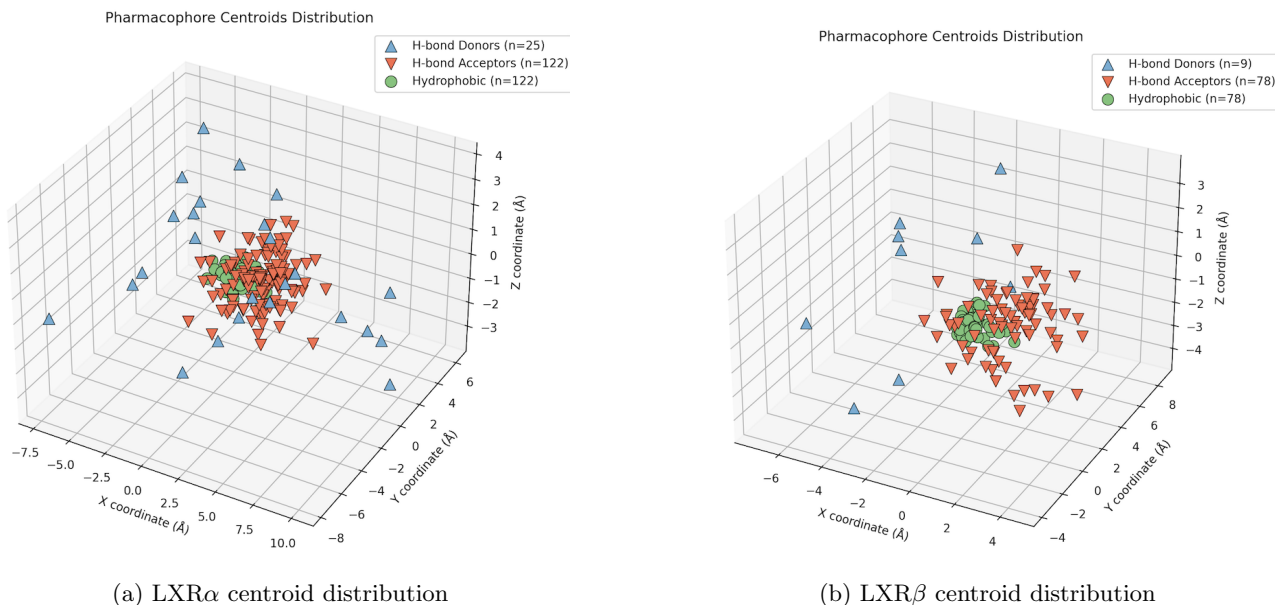 Pharmacophore Centroids Distribution
H-bond Donors (n=25)
H-bond Acceptors (n=122)
Hydrophobic (n=122)
4
3
2
1
0
−1
−2
−3
Z coordinate (Å)
6
4
2
0
−2
−4
−6
−8
Y coordinate (Å)
−7.5
−5.0
−2.5
0.0
2.5
5.0
7.5
10.0
X coordinate (Å)
(a) LXRα centroid distribution
Pharmacophore Centroids Distribution
H-bond Donors (n=9)
H-bond Acceptors (n=78)
Hydrophobic (n=78)
3
2
1
0
−1
−2
−3
−4
Z coordinate (Å)
8
6
4
2
0
−2
−4
Y coordinate (Å)
−6
−4
−2
0
2
4
X coordinate (Å)
(b) LXRβ centroid distribution